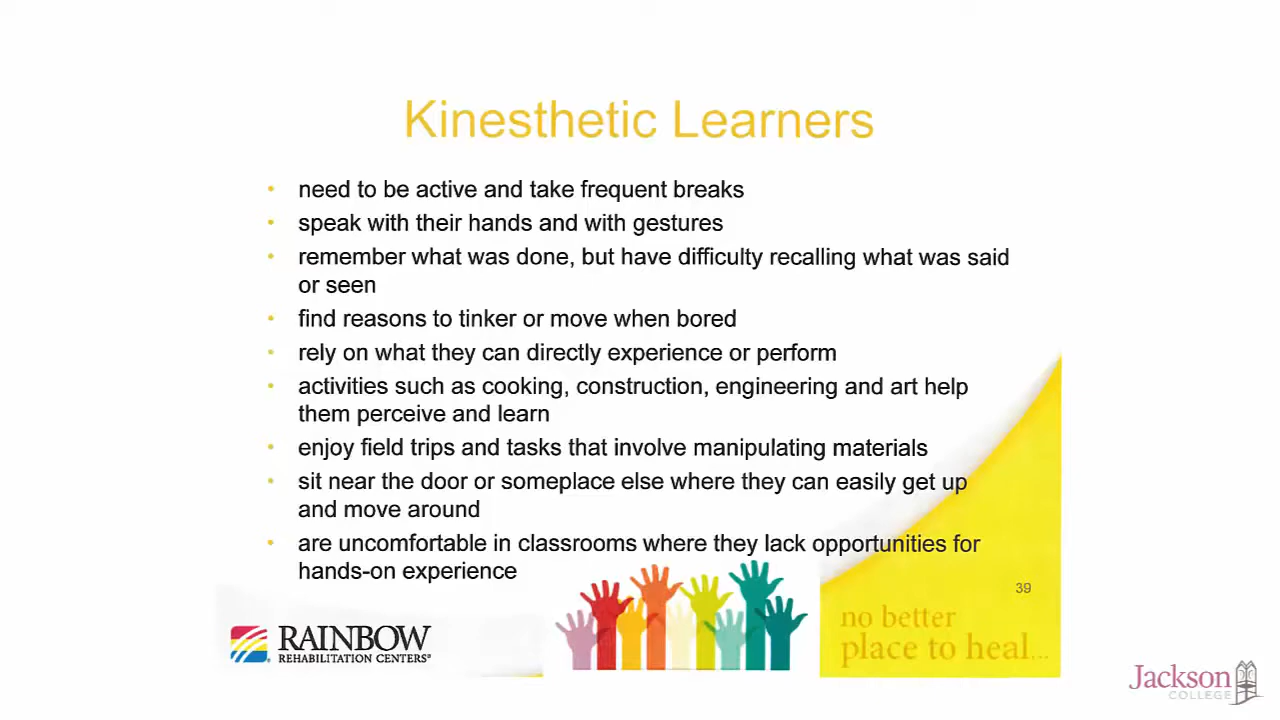 Kinesthetic Learners
• need to be active and take frequent breaks
• speak with their hands and with gestures
• remember what was done, but have difficulty recalling what was said
or seen
• find reasons to tinker or move when bored
• rely on what they can directly experience or perform
• activities such as cooking, construction, engineering and art help
them perceive and learn
• enjoy field trips and tasks that involve manipulating materials
• sit near the door or someplace else where they can easily get up
and move around
• are uncomfortable in classrooms where they lack opportunities for
hands-on experience
39
RAINBOW
REHABILITATION CENTERS®
no better
place to heal...
Jackson
COLLEGE